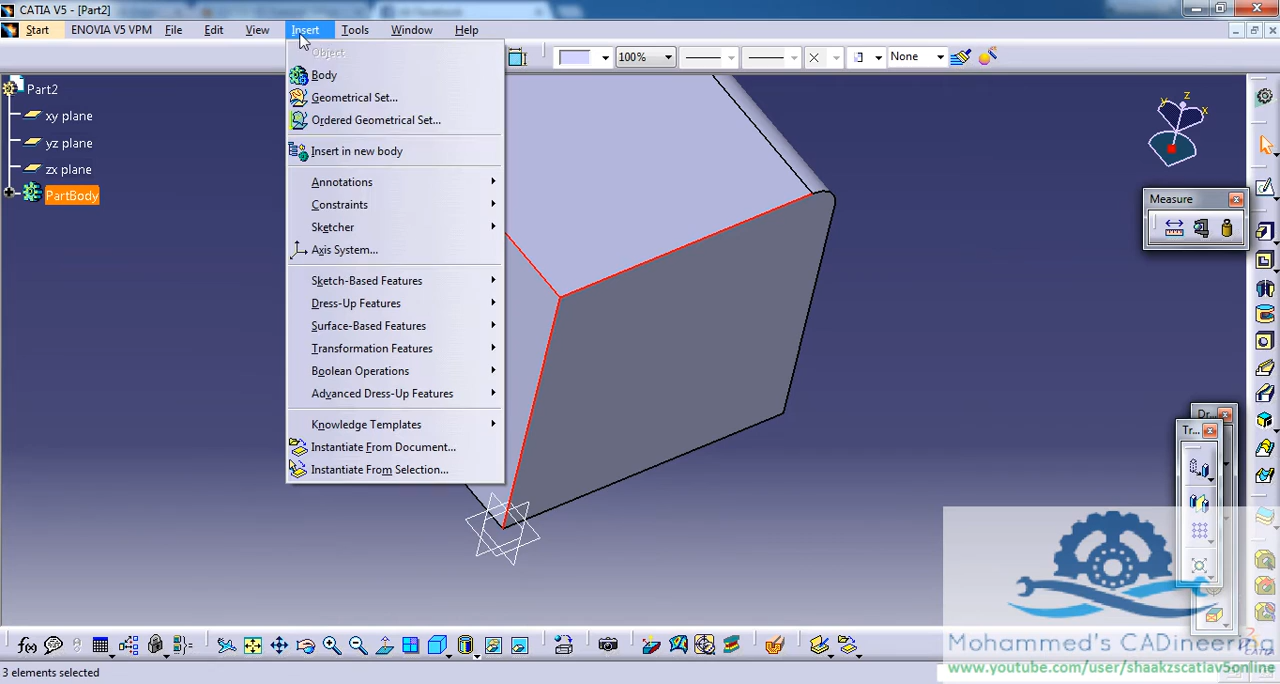 CATIA V5 - [Part2]
Start ENOVIA V5 VPM File Edit View Insert Tools Window Help
100% None
Object
Body
Geometrical Set...
Ordered Geometrical Set...
Insert in new body
Annotations
Constraints
Sketcher
Axis System...
Sketch-Based Features
Dress-Up Features
Surface-Based Features
Transformation Features
Boolean Operations
Advanced Dress-Up Features
Knowledge Templates
Instantiate From Document...
Instantiate From Selection...
Part2
xy plane
yz plane
zx plane
PartBody
z
y
x
Measure
Dr...
Tr...
f(x)
Mohammed's CADineering
www.youtube.com/user/shaakzscatiav5online
3 elements selected